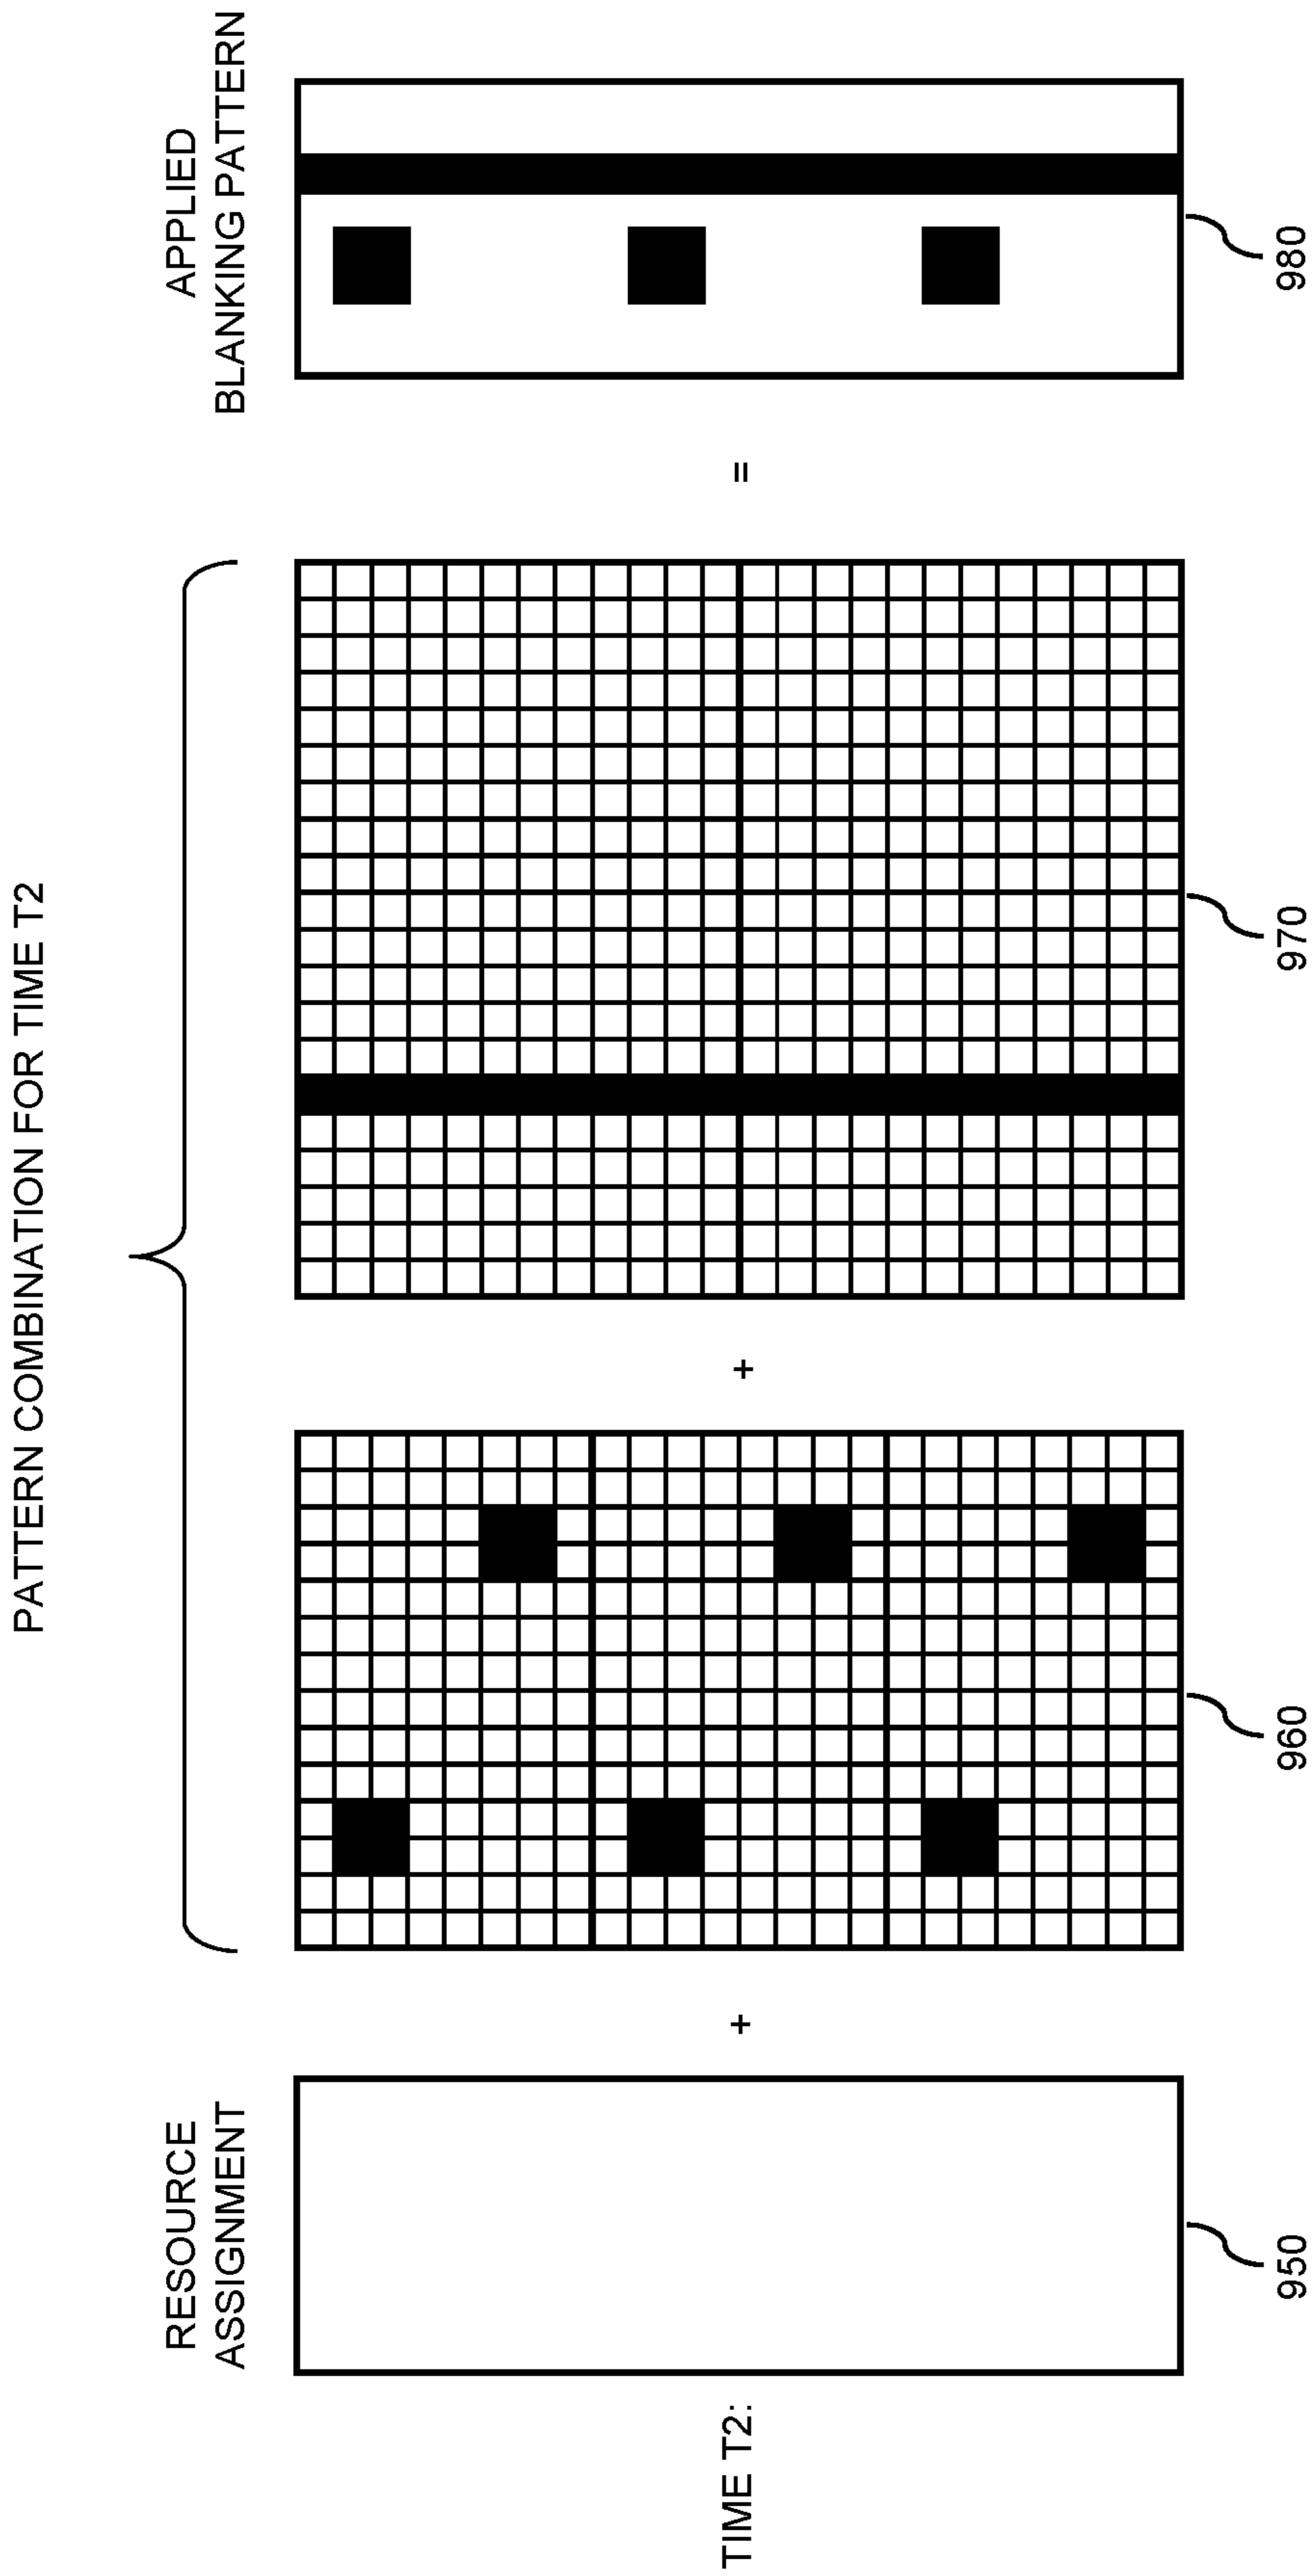 PATTERN COMBINATION FOR TIME T2
RESOURCE
ASSIGNMENT
APPLIED
BLANKING PATTERN
TIME T2:
+
+
=
950
960
970
980